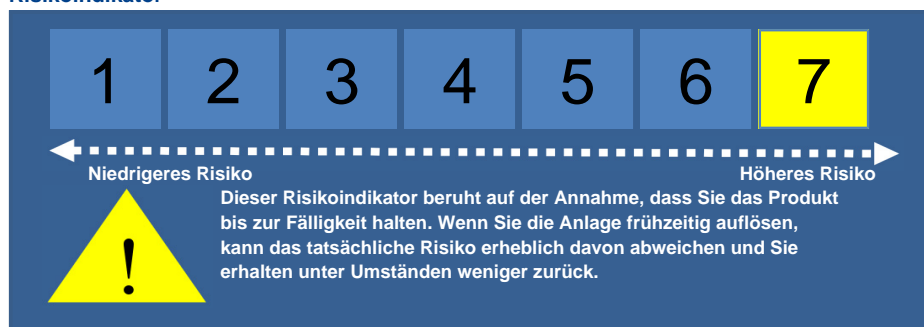 Risikoindikator
1 2 3 4 5 6 7
Niedrigeres Risiko Höheres Risiko
Dieser Risikoindikator beruht auf der Annahme, dass Sie das Produkt
bis zur Fälligkeit halten. Wenn Sie die Anlage frühzeitig auflösen,
kann das tatsächliche Risiko erheblich davon abweichen und Sie
erhalten unter Umständen weniger zurück.
!